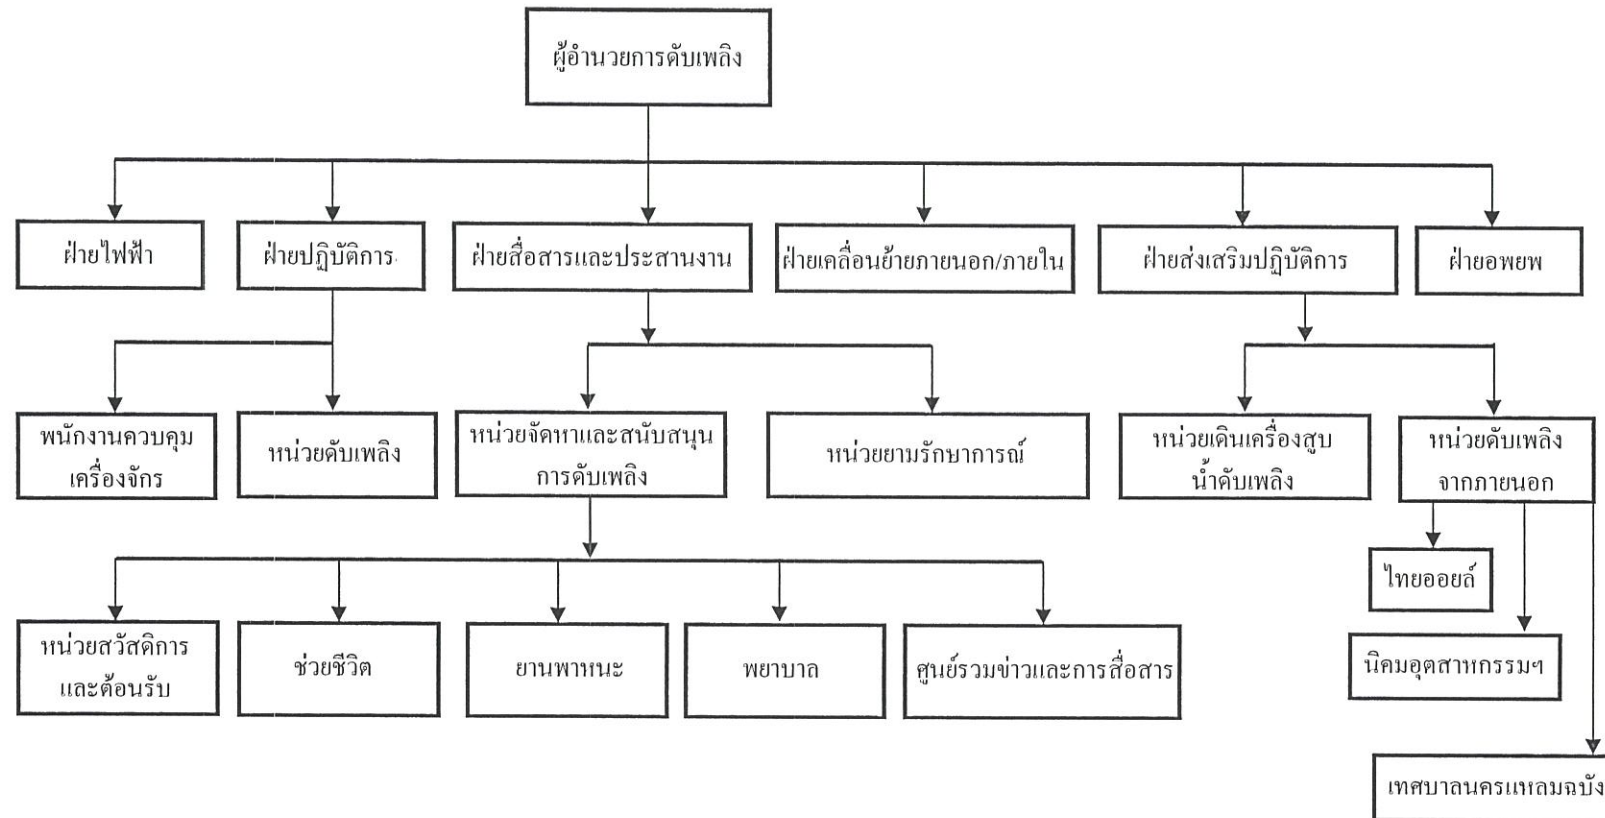 ผู้อำนวยการดับเพลิง
ฝ่ายไฟฟ้า
ฝ่ายปฏิบัติการ
ฝ่ายสื่อสารและประสานงาน
ฝ่ายเคลื่อนย้ายภายนอก/ภายใน
ฝ่ายส่งเสริมปฏิบัติการ
ฝ่ายอพยพ
พนักงานควบคุม
เครื่องจักร
หน่วยดับเพลิง
หน่วยจัดหาและสนับสนุน
การดับเพลิง
หน่วยยามรักษาการณ์
หน่วยเดินเครื่องสูบ
น้ำดับเพลิง
หน่วยดับเพลิง
จากภายนอก
ไทยออยล์
นิคมอุตสาหกรรมฯ
เทศบาลนครแหลมฉบัง
หน่วยสวัสดิการ
และต้อนรับ
ช่วยชีวิต
ยานพาหนะ
พยาบาล
ศูนย์รวมข่าวและการสื่อสาร